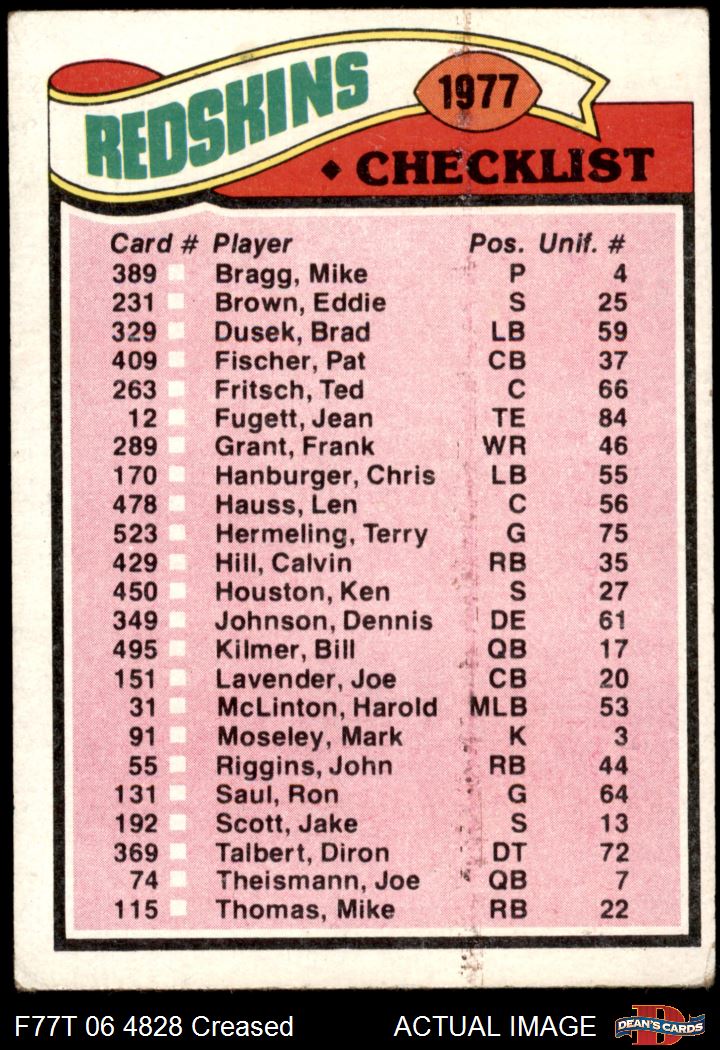 REDSKINS
1977
♦ CHECKLIST
Card # Player Pos. Unif. #
389 Bragg, Mike P 4
231 Brown, Eddie S 25
329 Dusek, Brad LB 59
409 Fischer, Pat CB 37
263 Fritsch, Ted C 66
12 Fugett, Jean TE 84
289 Grant, Frank WR 46
170 Hanburger, Chris LB 55
478 Hauss, Len C 56
523 Hermeling, Terry G 75
429 Hill, Calvin RB 35
450 Houston, Ken S 27
349 Johnson, Dennis DE 61
495 Kilmer, Bill QB 17
151 Lavender, Joe CB 20
31 McLinton, Harold MLB 53
91 Moseley, Mark K 3
55 Riggins, John RB 44
131 Saul, Ron G 64
192 Scott, Jake S 13
369 Talbert, Diron DT 72
74 Theismann, Joe QB 7
115 Thomas, Mike RB 22
F77T 06 4828 Creased ACTUAL IMAGE DEAN'S CARDS